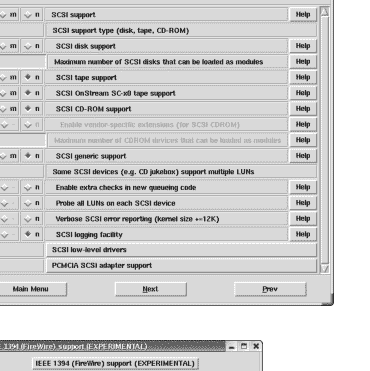 m n SCSI support Help
SCSI support type (disk, tape, CD-ROM)
m n SCSI disk support Help
Maximum number of SCSI disks that can be loaded as modules Help
m n SCSI tape support Help
m n SCSI OnStream SC-x0 tape support Help
m n SCSI CD-ROM support Help
n Enable vendor-specific extensions (for SCSI CDROM) Help
Maximum number of CDROM devices that can be loaded as modules Help
m n SCSI generic support Help
Some SCSI devices (e.g. CD jukebox) support multiple LUNs
n Enable extra checks in new queueing code Help
n Probe all LUNs on each SCSI device Help
n Verbose SCSI error reporting (kernel size +=12K) Help
n SCSI logging facility Help
SCSI low-level drivers
PCMCIA SCSI adapter support
Main Menu Next Prev
1394 (FireWire) support (EXPERIMENTAL)
IEEE 1394 (FireWire) support (EXPERIMENTAL)